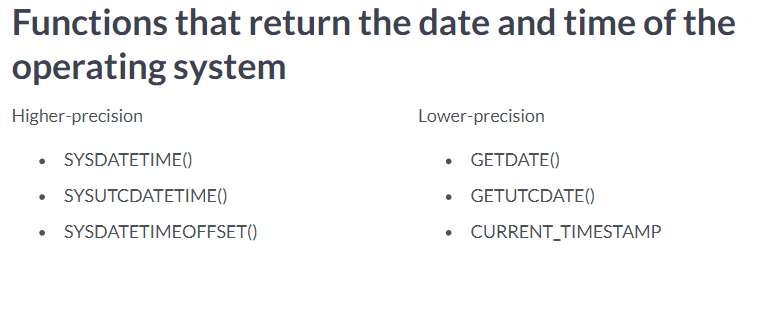 Functions that return the date and time of the
operating system
Higher-precision
• SYSDATETIME()
• SYSUTCDATETIME()
• SYSDATETIMEOFFSET()
Lower-precision
• GETDATE()
• GETUTCDATE()
• CURRENT_TIMESTAMP